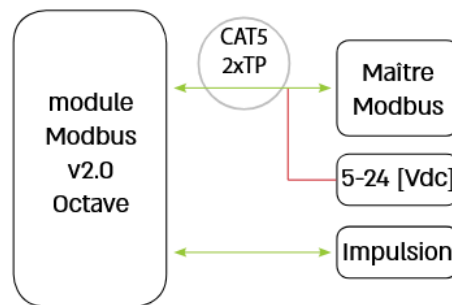 module
Modbus
v2.0
Octave
CAT5
2xTP
Maître
Modbus
5-24 [Vdc]
Impulsion